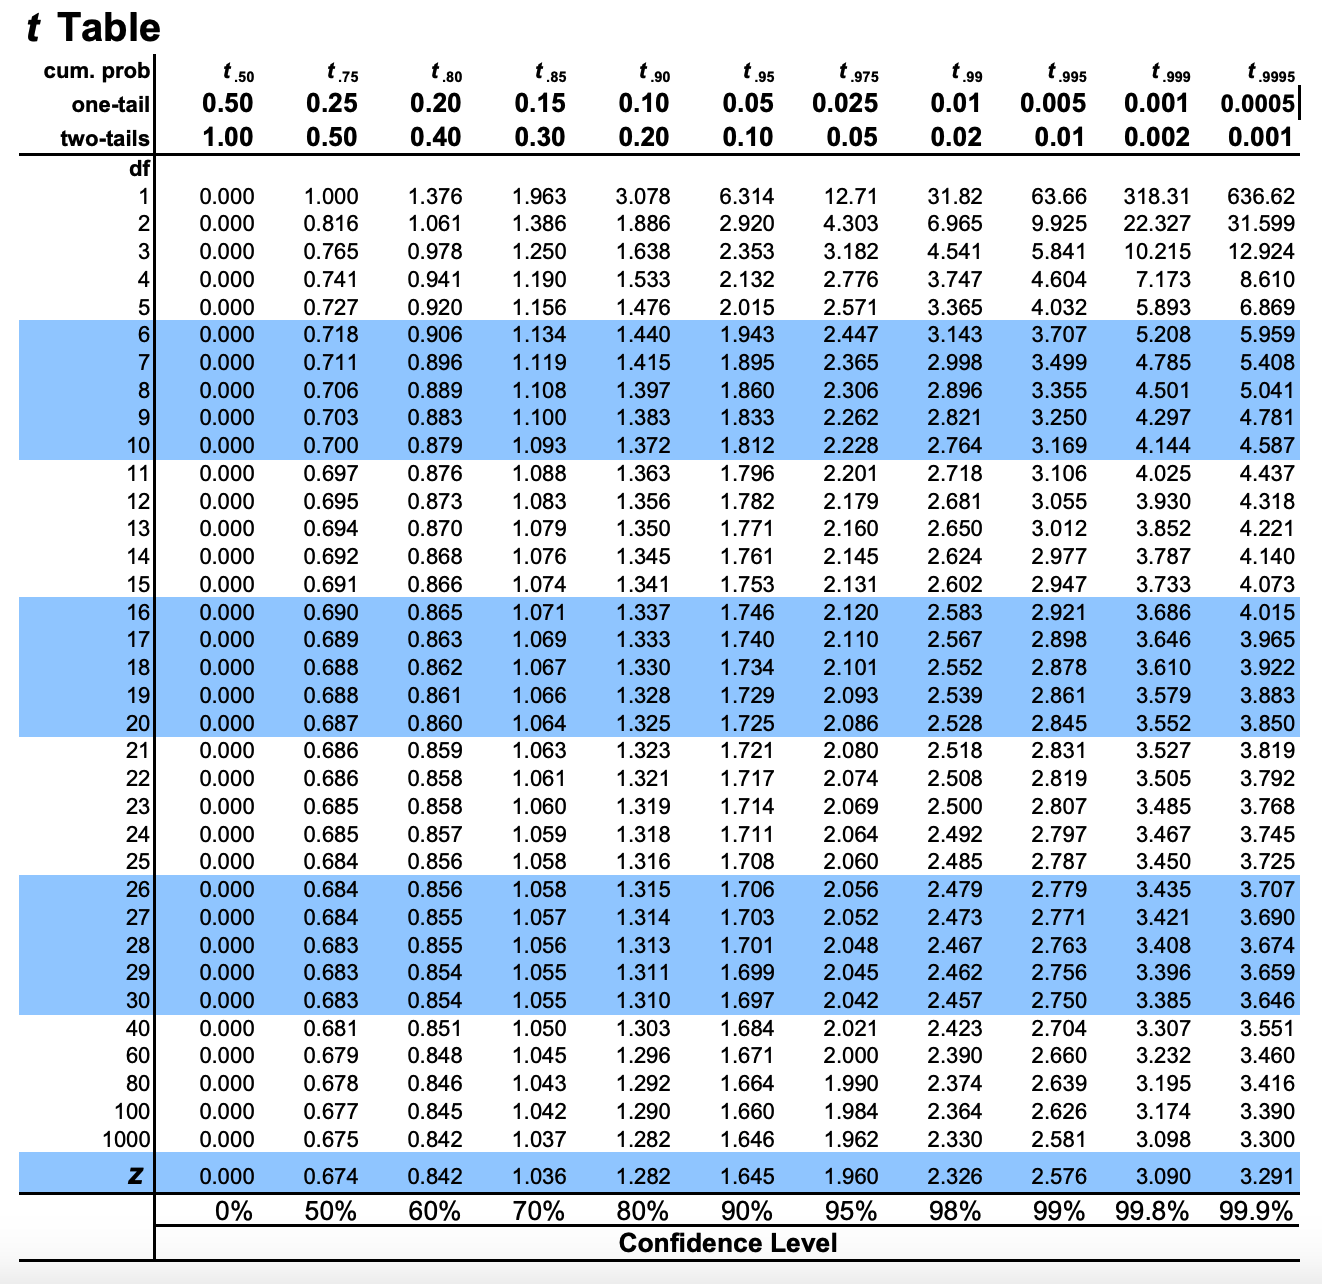 t Table
cum. prob t .50 t .75 t .80 t .85 t .90 t .95 t .975 t .99 t .995 t .999 t .9995
one-tail 0.50 0.25 0.20 0.15 0.10 0.05 0.025 0.01 0.005 0.001 0.0005
two-tails 1.00 0.50 0.40 0.30 0.20 0.10 0.05 0.02 0.01 0.002 0.001
df
1 0.000 1.000 1.376 1.963 3.078 6.314 12.71 31.82 63.66 318.31 636.62
2 0.000 0.816 1.061 1.386 1.886 2.920 4.303 6.965 9.925 22.327 31.599
3 0.000 0.765 0.978 1.250 1.638 2.353 3.182 4.541 5.841 10.215 12.924
4 0.000 0.741 0.941 1.190 1.533 2.132 2.776 3.747 4.604 7.173 8.610
5 0.000 0.727 0.920 1.156 1.476 2.015 2.571 3.365 4.032 5.893 6.869
6 0.000 0.718 0.906 1.134 1.440 1.943 2.447 3.143 3.707 5.208 5.959
7 0.000 0.711 0.896 1.119 1.415 1.895 2.365 2.998 3.499 4.785 5.408
8 0.000 0.706 0.889 1.108 1.397 1.860 2.306 2.896 3.355 4.501 5.041
9 0.000 0.703 0.883 1.100 1.383 1.833 2.262 2.821 3.250 4.297 4.781
10 0.000 0.700 0.879 1.093 1.372 1.812 2.228 2.764 3.169 4.144 4.587
11 0.000 0.697 0.876 1.088 1.363 1.796 2.201 2.718 3.106 4.025 4.437
12 0.000 0.695 0.873 1.083 1.356 1.782 2.179 2.681 3.055 3.930 4.318
13 0.000 0.694 0.870 1.079 1.350 1.771 2.160 2.650 3.012 3.852 4.221
14 0.000 0.692 0.868 1.076 1.345 1.761 2.145 2.624 2.977 3.787 4.140
15 0.000 0.691 0.866 1.074 1.341 1.753 2.131 2.602 2.947 3.733 4.073
16 0.000 0.690 0.865 1.071 1.337 1.746 2.120 2.583 2.921 3.686 4.015
17 0.000 0.689 0.863 1.069 1.333 1.740 2.110 2.567 2.898 3.646 3.965
18 0.000 0.688 0.862 1.067 1.330 1.734 2.101 2.552 2.878 3.610 3.922
19 0.000 0.688 0.861 1.066 1.328 1.729 2.093 2.539 2.861 3.579 3.883
20 0.000 0.687 0.860 1.064 1.325 1.725 2.086 2.528 2.845 3.552 3.850
21 0.000 0.686 0.859 1.063 1.323 1.721 2.080 2.518 2.831 3.527 3.819
22 0.000 0.686 0.858 1.061 1.321 1.717 2.074 2.508 2.819 3.505 3.792
23 0.000 0.685 0.858 1.060 1.319 1.714 2.069 2.500 2.807 3.485 3.768
24 0.000 0.685 0.857 1.059 1.318 1.711 2.064 2.492 2.797 3.467 3.745
25 0.000 0.684 0.856 1.058 1.316 1.708 2.060 2.485 2.787 3.450 3.725
26 0.000 0.684 0.856 1.058 1.315 1.706 2.056 2.479 2.779 3.435 3.707
27 0.000 0.684 0.855 1.057 1.314 1.703 2.052 2.473 2.771 3.421 3.690
28 0.000 0.683 0.855 1.056 1.313 1.701 2.048 2.467 2.763 3.408 3.674
29 0.000 0.683 0.854 1.055 1.311 1.699 2.045 2.462 2.756 3.396 3.659
30 0.000 0.683 0.854 1.055 1.310 1.697 2.042 2.457 2.750 3.385 3.646
40 0.000 0.681 0.851 1.050 1.303 1.684 2.021 2.423 2.704 3.307 3.551
60 0.000 0.679 0.848 1.045 1.296 1.671 2.000 2.390 2.660 3.232 3.460
80 0.000 0.678 0.846 1.043 1.292 1.664 1.990 2.374 2.639 3.195 3.416
100 0.000 0.677 0.845 1.042 1.290 1.660 1.984 2.364 2.626 3.174 3.390
1000 0.000 0.675 0.842 1.037 1.282 1.646 1.962 2.330 2.581 3.098 3.300
z 0.000 0.674 0.842 1.036 1.282 1.645 1.960 2.326 2.576 3.090 3.291
0% 50% 60% 70% 80% 90% 95% 98% 99% 99.8% 99.9%
Confidence Level